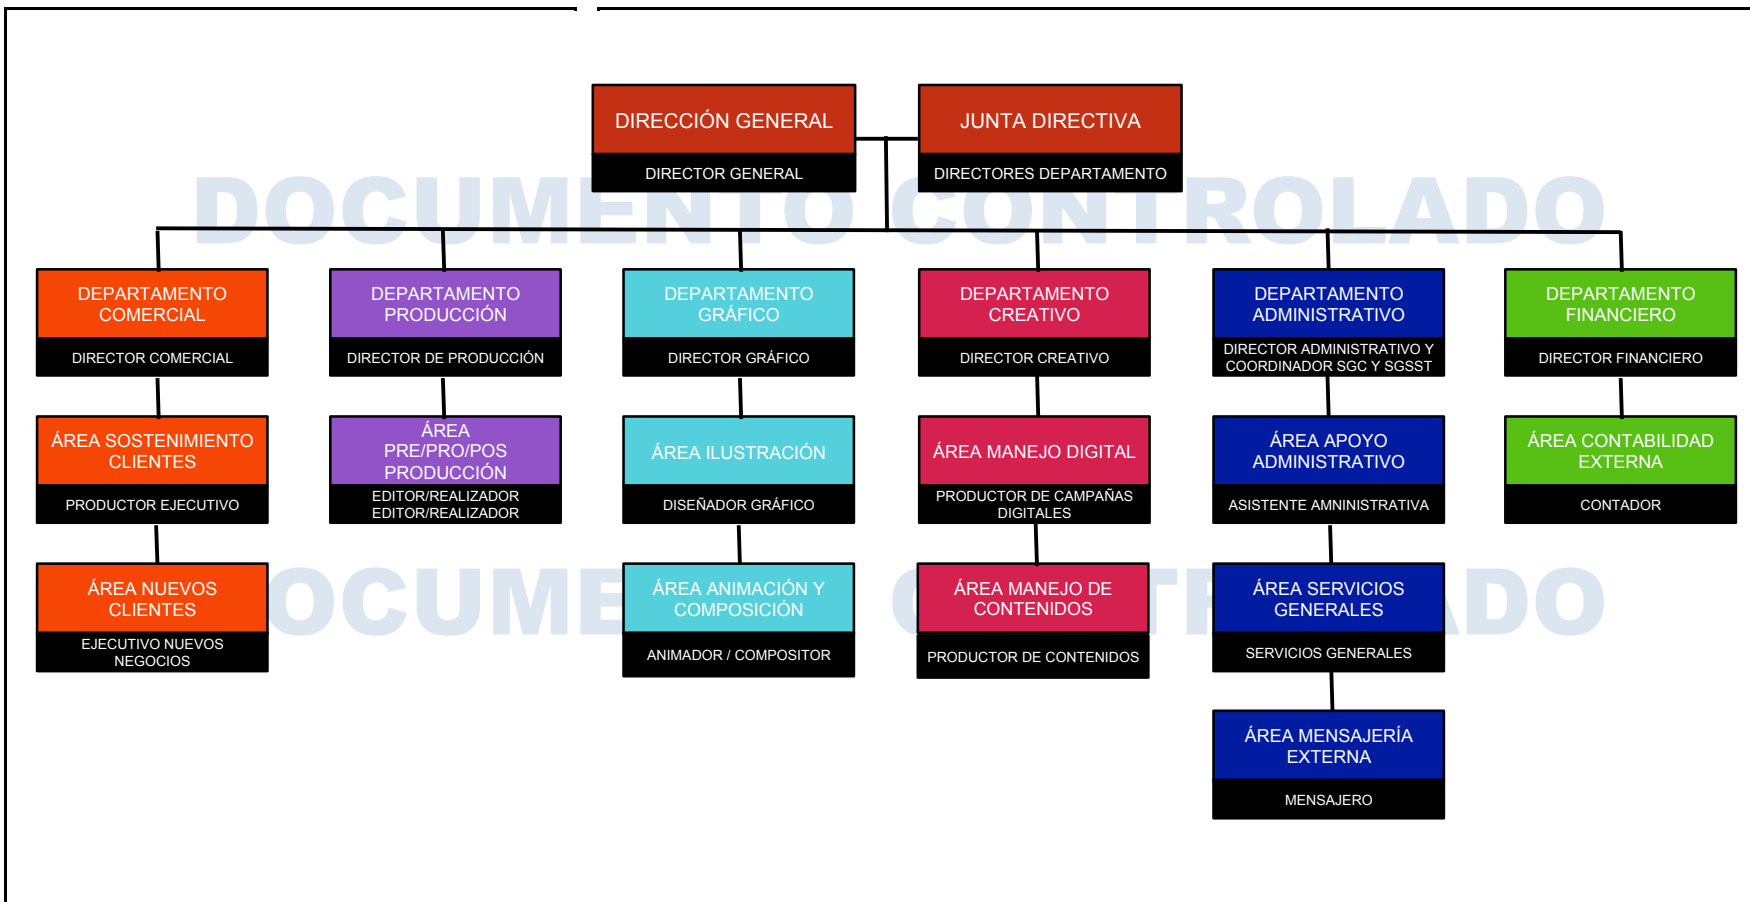 DIRECCIÓN GENERAL
DIRECTOR GENERAL
JUNTA DIRECTIVA
DIRECTORES DEPARTAMENTO
DOCUMENTO CONTROLADO
DEPARTAMENTO
COMERCIAL
DIRECTOR COMERCIAL
DEPARTAMENTO
PRODUCCIÓN
DIRECTOR DE PRODUCCIÓN
DEPARTAMENTO
GRÁFICO
DIRECTOR GRÁFICO
DEPARTAMENTO
CREATIVO
DIRECTOR CREATIVO
DEPARTAMENTO
ADMINISTRATIVO
DIRECTOR ADMINISTRATIVO Y
COORDINADOR SGC Y SGSST
DEPARTAMENTO
FINANCIERO
DIRECTOR FINANCIERO
ÁREA SOSTENIMIENTO
CLIENTES
PRODUCTOR EJECUTIVO
ÁREA
PRE/PRO/POS
PRODUCCIÓN
EDITOR/REALIZADOR
EDITOR/REALIZADOR
ÁREA ILUSTRACIÓN
DISEÑADOR GRÁFICO
ÁREA MANEJO DIGITAL
PRODUCTOR DE CAMPAÑAS
DIGITALES
ÁREA APOYO
ADMINISTRATIVO
ASISTENTE AMNINISTRATIVA
ÁREA CONTABILIDAD
EXTERNA
CONTADOR
DOCUMENTO CONTROLADO
ÁREA NUEVOS
CLIENTES
EJECUTIVO NUEVOS
NEGOCIOS
ÁREA ANIMACIÓN Y
COMPOSICIÓN
ANIMADOR / COMPOSITOR
ÁREA MANEJO DE
CONTENIDOS
PRODUCTOR DE CONTENIDOS
ÁREA SERVICIOS
GENERALES
SERVICIOS GENERALES
ÁREA MENSAJERÍA
EXTERNA
MENSAJERO